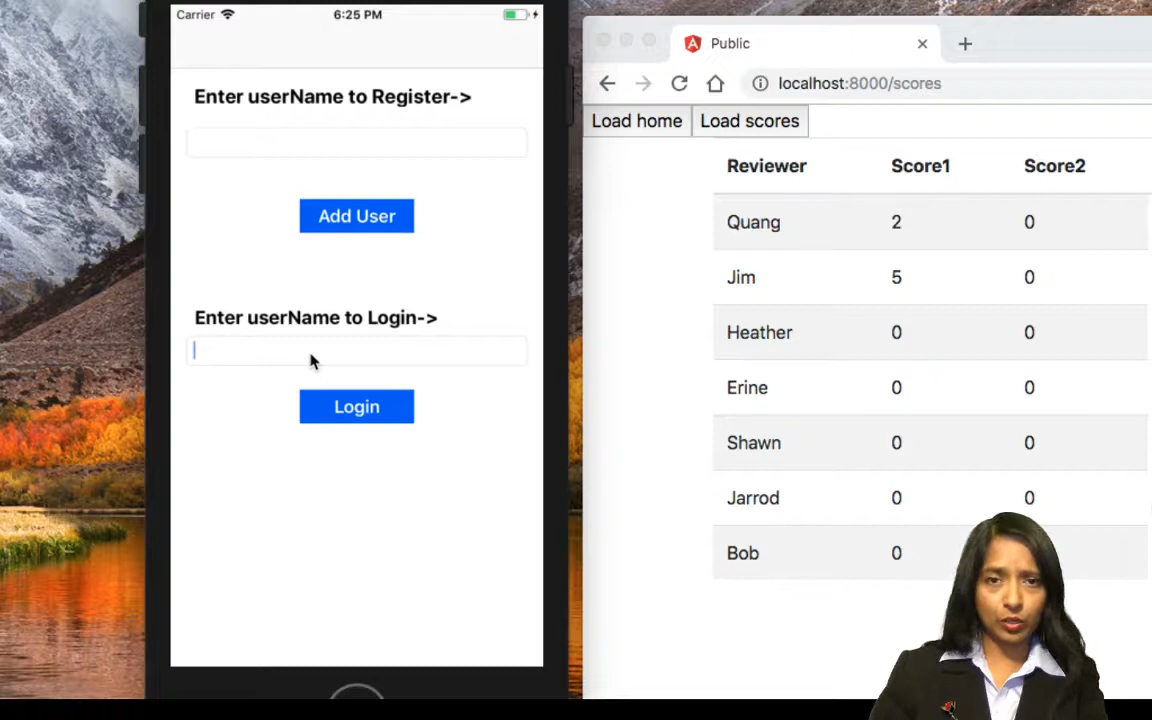 Carrier 6:25 PM
Enter userName to Register->
Add User
Enter userName to Login->
Login
Public
localhost:8000/scores
Load home Load scores
Reviewer Score1 Score2
Quang 2 0
Jim 5 0
Heather 0 0
Erine 0 0
Shawn 0 0
Jarrod 0 0
Bob 0